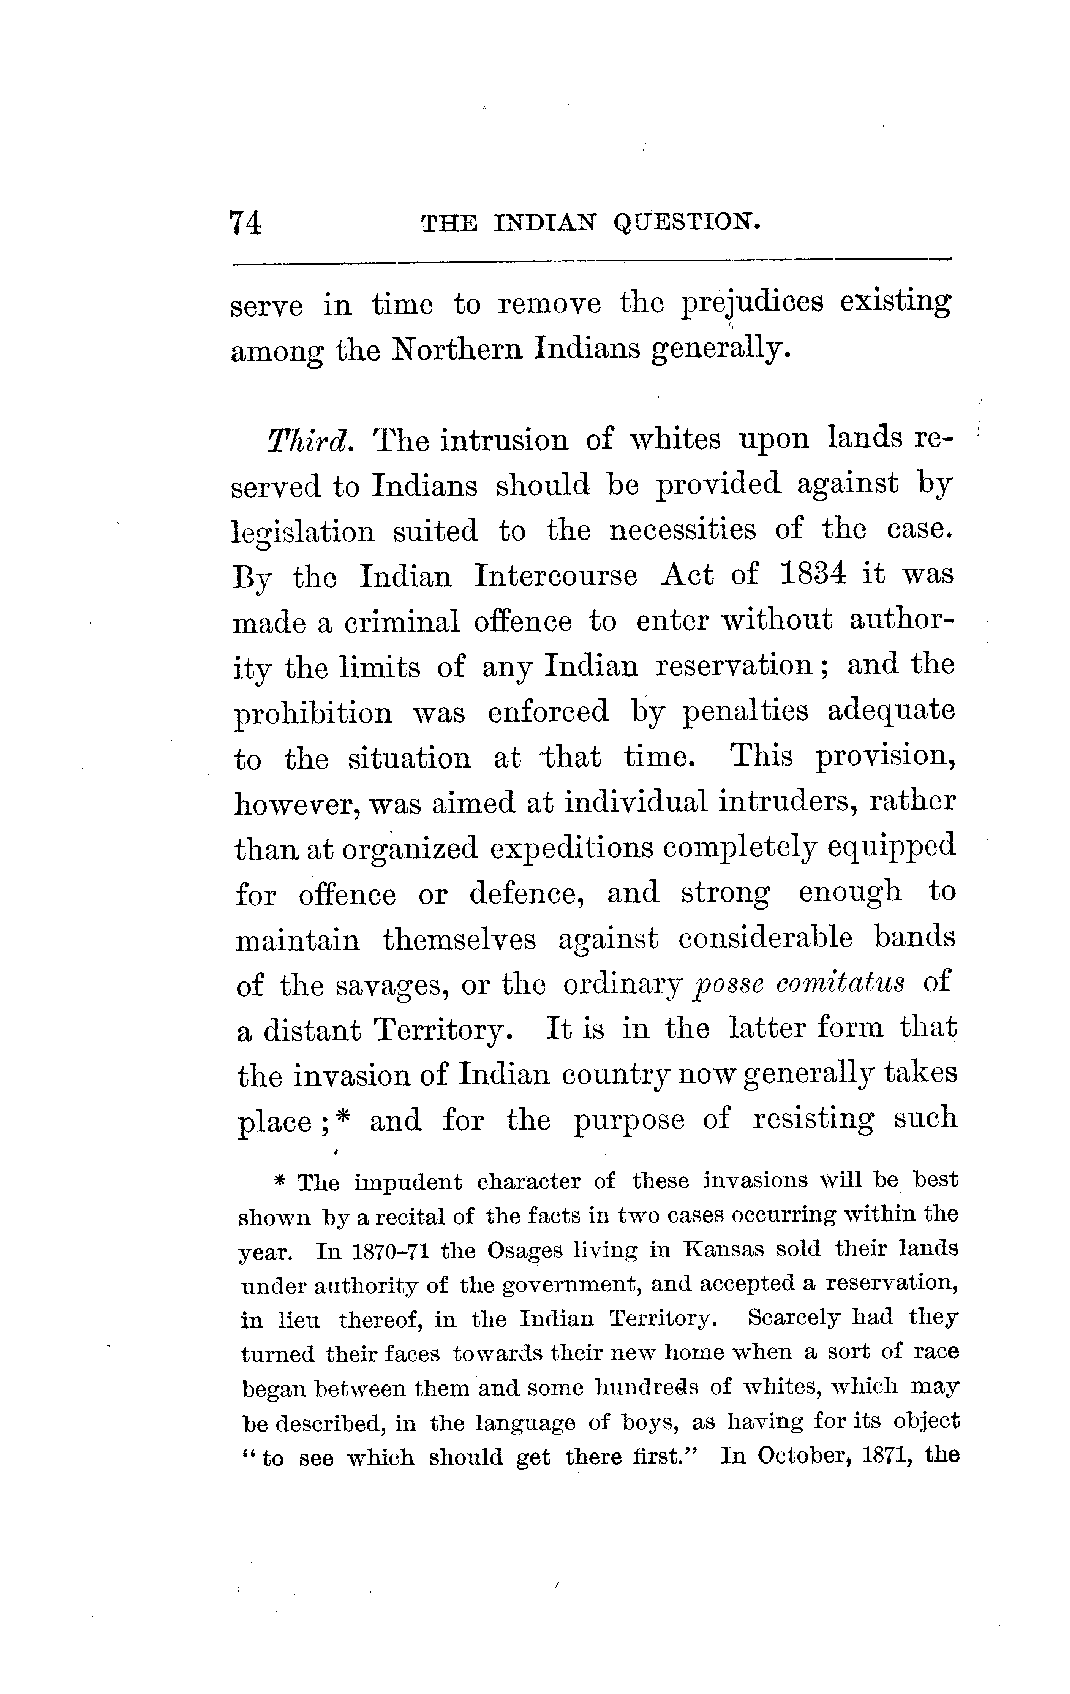 74 THE INDIAN QUESTION.
serve in time to remove the prejudices existing
among the Northern Indians generally.
Third. The intrusion of whites upon lands re-
served to Indians should be provided against by
legislation suited to the necessities of the case.
By the Indian Intercourse Act of 1834 it was
made a criminal offence to enter without author-
ity the limits of any Indian reservation; and the
prohibition was enforced by penalties adequate
to the situation at that time. This provision,
however, was aimed at individual intruders, rather
than at organized expeditions completely equipped
for offence or defence, and strong enough to
maintain themselves against considerable bands
of the savages, or the ordinary posse comitatus of
a distant Territory. It is in the latter form that
the invasion of Indian country now generally takes
place;* and for the purpose of resisting such
* The impudent character of these invasions will be best
shown by a recital of the facts in two cases occurring within the
year. In 1870–71 the Osages living in Kansas sold their lands
under authority of the government, and accepted a reservation,
in lieu thereof, in the Indian Territory. Scarcely had they
turned their faces towards their new home when a sort of race
began between them and some hundreds of whites, which may
be described, in the language of boys, as having for its object
"to see which should get there first." In October, 1871, the